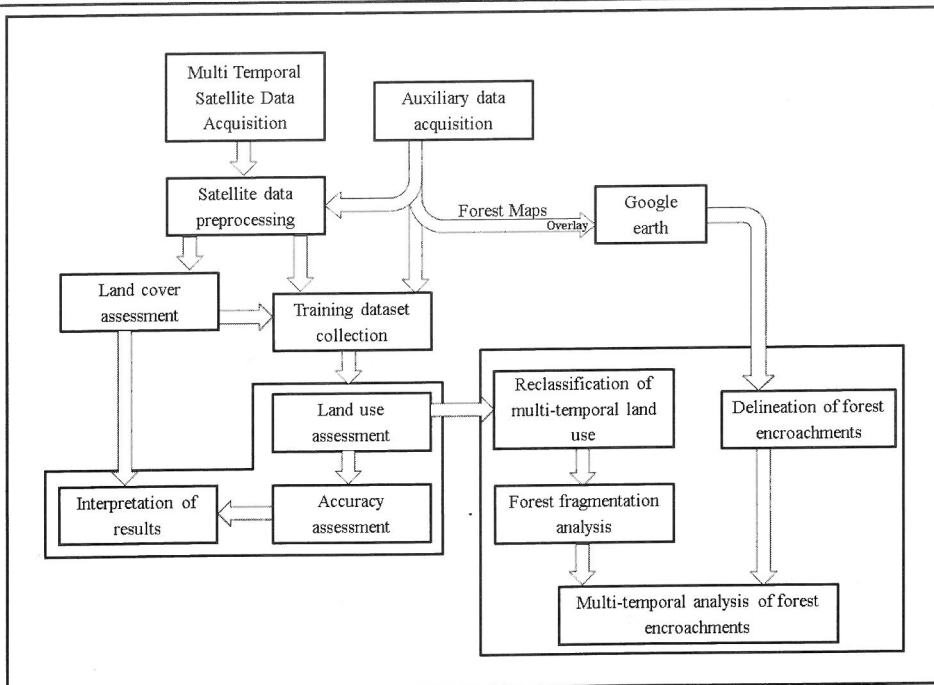 Multi Temporal
Satellite Data
Acquisition
Auxiliary data
acquisition
Satellite data
preprocessing
Forest Maps
Overlay
Google
earth
Land cover
assessment
Training dataset
collection
Land use
assessment
Reclassification of
multi-temporal land
use
Delineation of forest
encroachments
Interpretation of
results
Accuracy
assessment
Forest fragmentation
analysis
Multi-temporal analysis of forest
encroachments